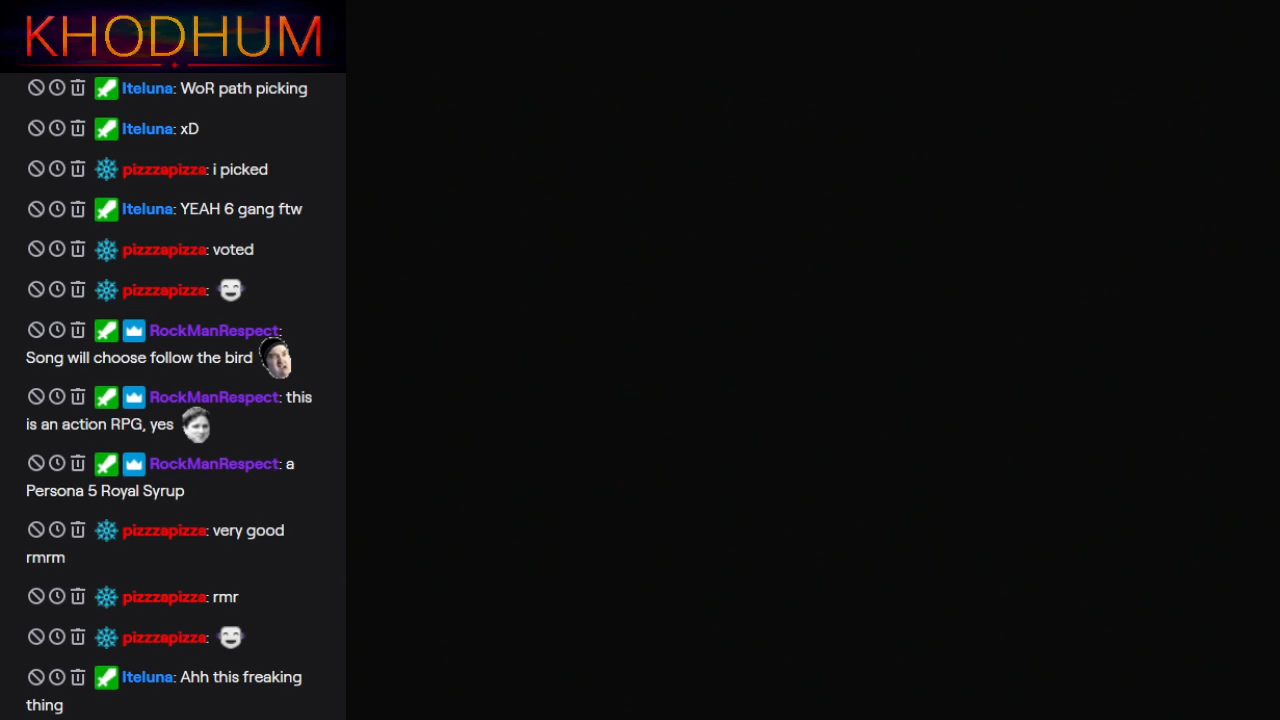 KHODHUM
Iteluna: WoR path picking
Iteluna: xD
pizzzapizza: i picked
Iteluna: YEAH 6 gang ftw
pizzzapizza: voted
pizzzapizza:
RockManRespect:
Song will choose follow the bird
RockManRespect: this
is an action RPG, yes
RockManRespect: a
Persona 5 Royal Syrup
pizzzapizza: very good
rmrm
pizzzapizza: rmr
pizzzapizza:
Iteluna: Ahh this freaking
thing